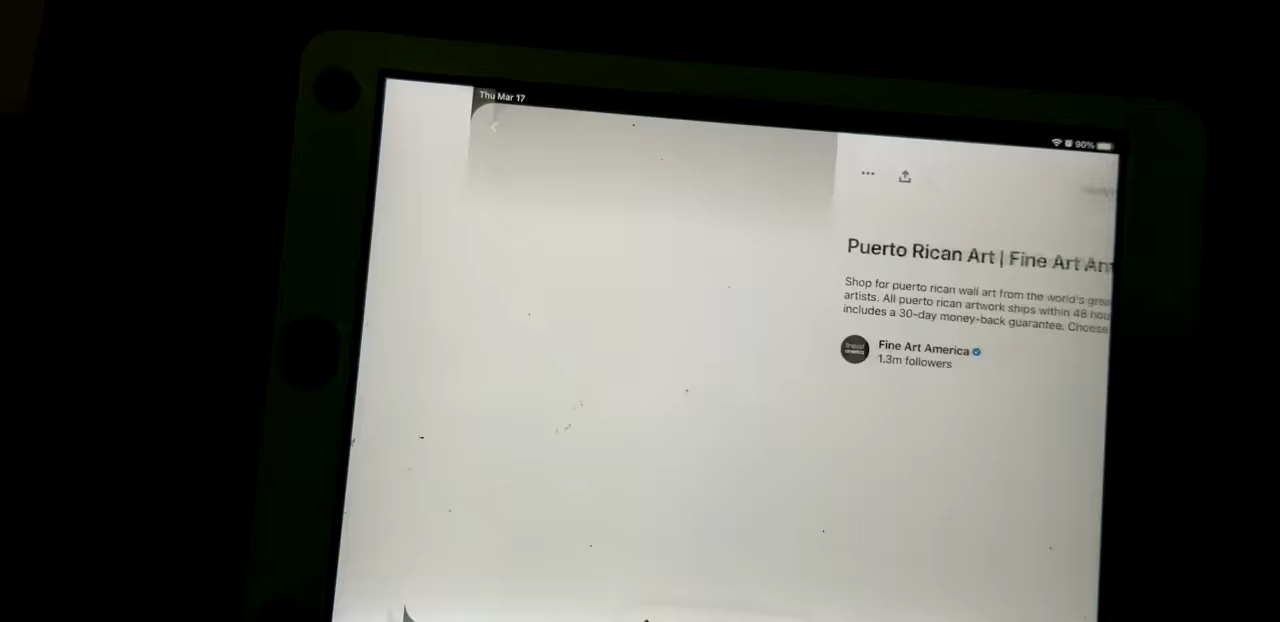 Thu Mar 17
90%
Puerto Rican Art | Fine Art
Shop for puerto rican wall art from the world's
artists. All puerto rican artwork ships within 48
includes a 30-day money-back guarantee. Choose
Fine Art America
1.3m followers